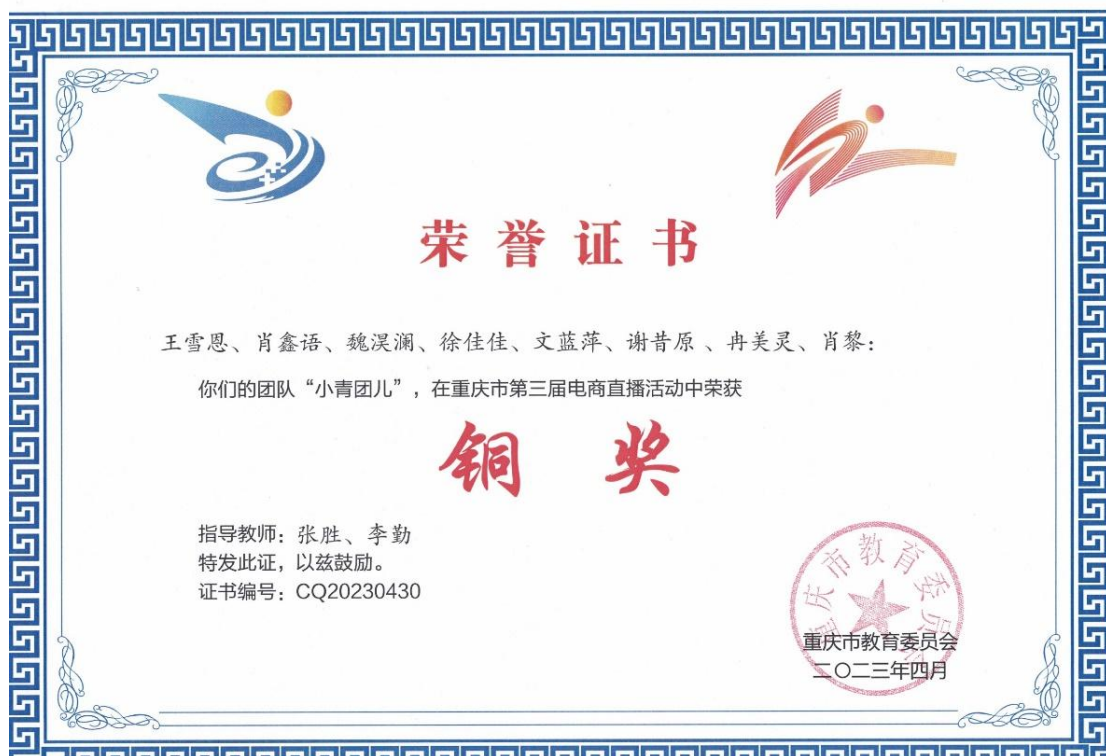 荣誉证书
王雪恩、肖鑫语、魏淏澜、徐佳佳、文蓝萍、谢昔原、冉美灵、肖黎：
你们的团队“小青团儿”，在重庆市第三届电商直播活动中荣获
铜奖
指导教师：张胜、李勤
特发此证，以兹鼓励。
证书编号：CQ20230430
重庆市教育委员会
重庆市教育委员会
二〇二三年四月